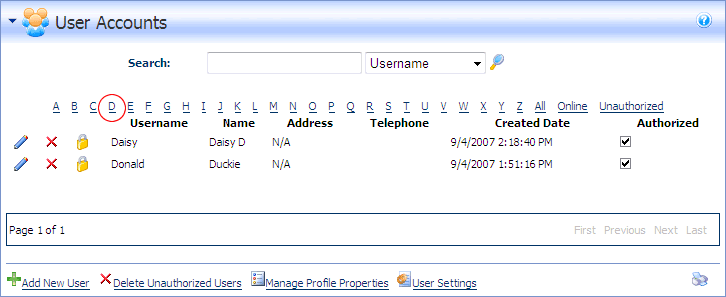 User Accounts
Search: Username
A B C D E F G H I J K L M N O P Q R S T U V W X Y Z All Online Unauthorized
Username Name Address Telephone Created Date Authorized
Daisy Daisy D N/A 9/4/2007 2:18:40 PM
Donald Duckie N/A 9/4/2007 1:51:16 PM
Page 1 of 1 First Previous Next Last
Add New User Delete Unauthorized Users Manage Profile Properties User Settings